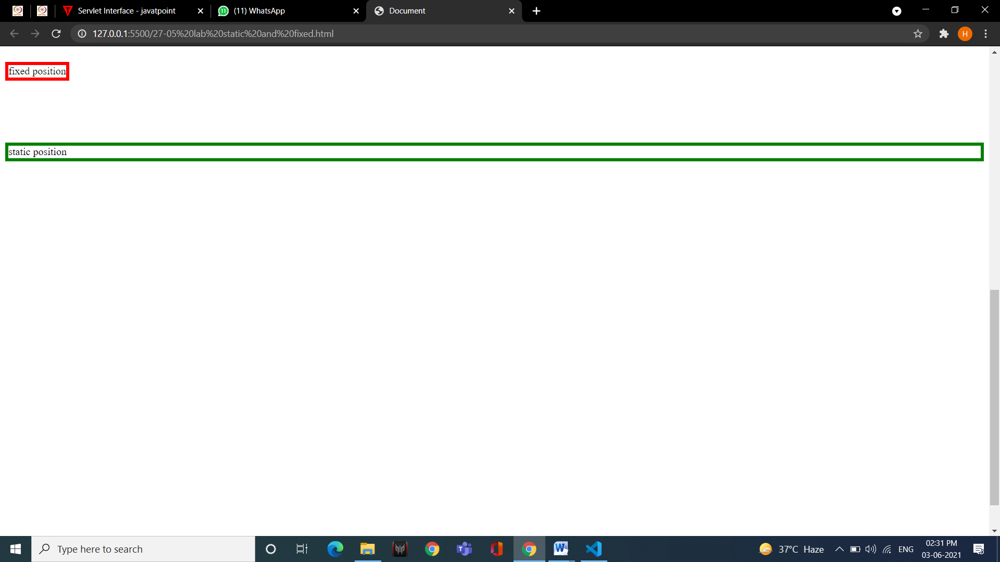 Servlet Interface - javatpoint
(11) WhatsApp
Document
127.0.0.1:5500/27-05%20lab%20static%20and%20fixed.html
H
fixed position
static position
Type here to search
37°C Haze
ENG
02:31 PM
03-06-2021